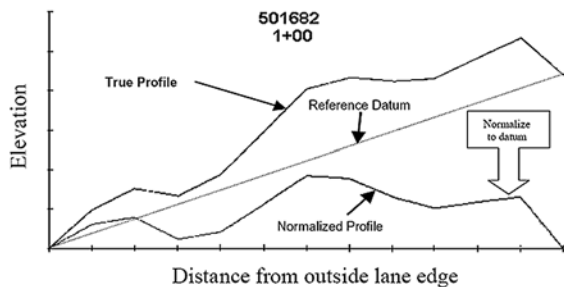 501682
1+00
True Profile
Reference Datum
Normalize
to datum
Elevation
Normalized Profile
Distance from outside lane edge